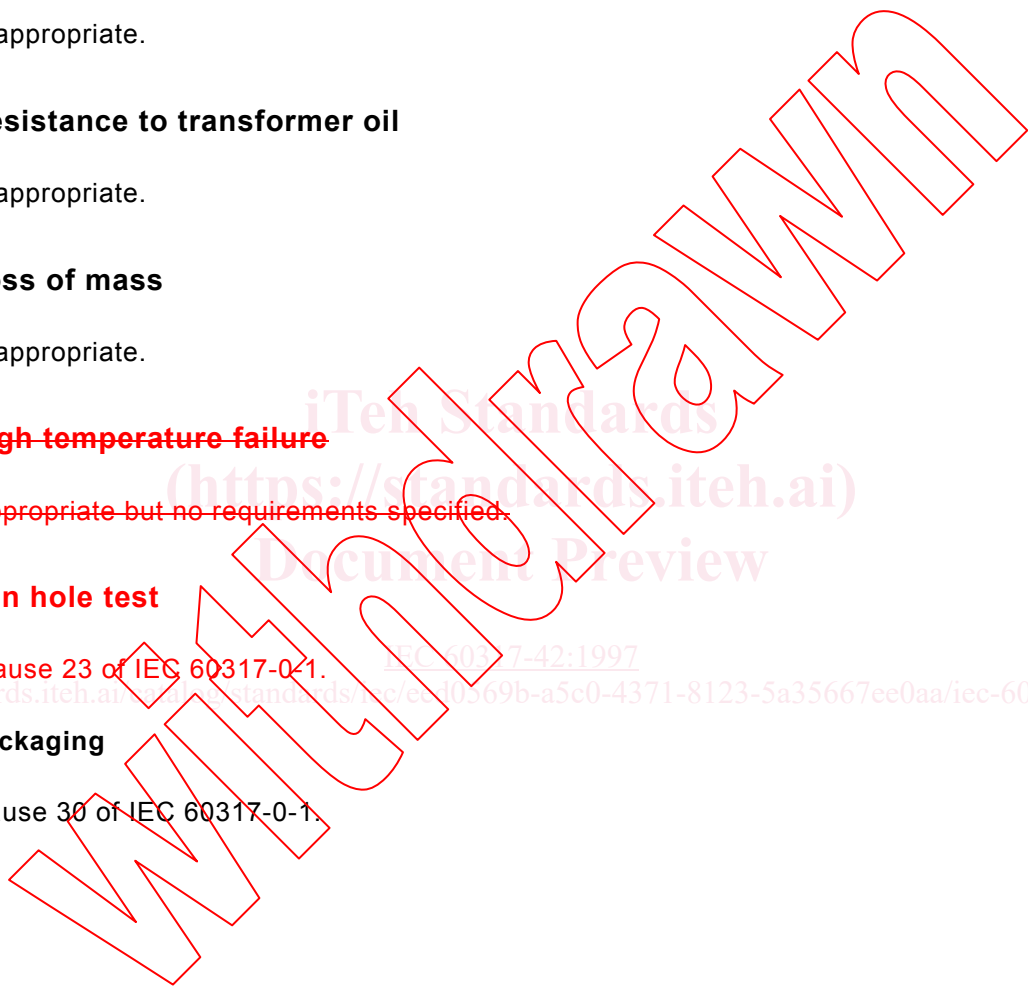 appropriate.
esistance to transformer oil
appropriate.
oss of mass
appropriate.
iTeh Standards
gh temperature failure
(https://standards.iteh.ai)
propriate but no requirements specified.
Document Preview
n hole test
IEC 60317-42:1997
ause 23 of IEC 60317-0-1.
rds.iteh.ai/catalog/standards/iec/eed0569b-a5c0-4371-8123-5a35667ee0aa/iec-60
ckaging
use 30 of IEC 60317-0-1.
withdrawn